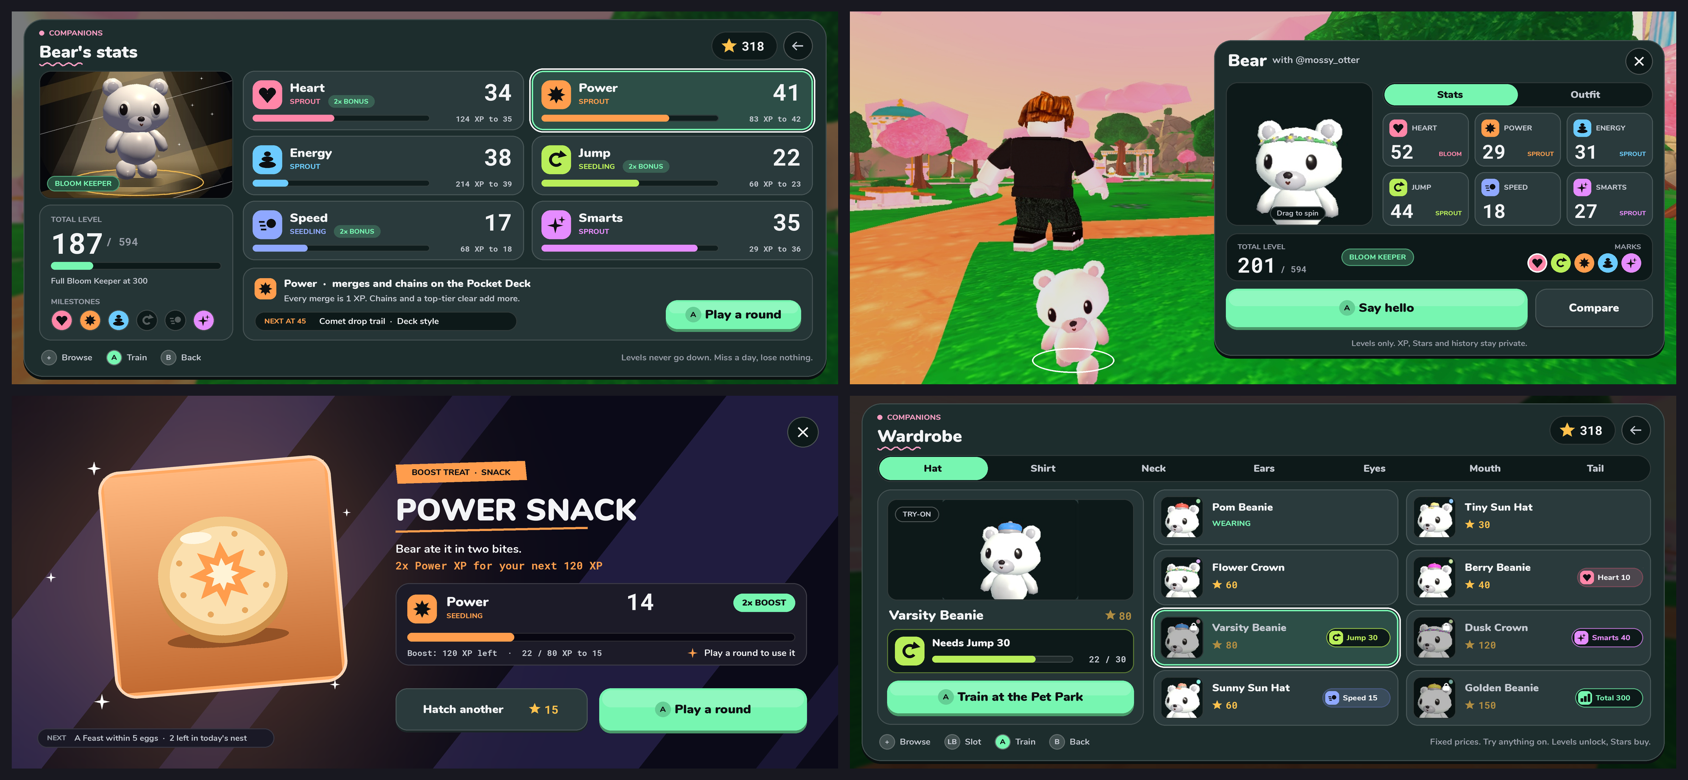 COMPANIONS
Bear's stats
318
BLOOM KEEPER
TOTAL LEVEL
187 / 594
Full Bloom Keeper at 300
MILESTONES
Heart
SPROUT 2x BONUS
34
124 XP to 35
Power
SPROUT
41
83 XP to 42
Energy
SPROUT
38
214 XP to 39
Jump
SEEDLING 2x BONUS
22
60 XP to 23
Speed
SEEDLING 2x BONUS
17
68 XP to 18
Smarts
SPROUT
35
29 XP to 36
Power · merges and chains on the Pocket Deck
Every merge is 1 XP. Chains and a top-tier clear add more.
NEXT AT 45 Comet drop trail · Deck style
A Play a round
+ Browse A Train B Back
Levels never go down. Miss a day, lose nothing.
Bear with @mossy_otter
Drag to spin
Stats Outfit
HEART
52 BLOOM
POWER
29 SPROUT
ENERGY
31 SPROUT
JUMP
44 SPROUT
SPEED
18
SMARTS
27 SPROUT
TOTAL LEVEL
201 / 594
BLOOM KEEPER
MARKS
A Say hello
Compare
Levels only. XP, Stars and history stay private.
BOOST TREAT · SNACK
POWER SNACK
Bear ate it in two bites.
2x Power XP for your next 120 XP
Power
SEEDLING
14
2x BOOST
Boost: 120 XP left · 22 / 80 XP to 15
Play a round to use it
Hatch another 15
A Play a round
NEXT A Feast within 5 eggs · 2 left in today's nest
COMPANIONS
Wardrobe
318
Hat Shirt Neck Ears Eyes Mouth Tail
TRY-ON
Varsity Beanie 80
Needs Jump 30
22 / 30
A Train at the Pet Park
Pom Beanie
WEARING
Tiny Sun Hat
30
Flower Crown
60
Berry Beanie
40
Heart 10
Varsity Beanie
80
Jump 30
Dusk Crown
120
Smarts 40
Sunny Sun Hat
60
Speed 15
Golden Beanie
150
Total 300
+ Browse LB Slot A Train B Back
Fixed prices. Try anything on. Levels unlock, Stars buy.